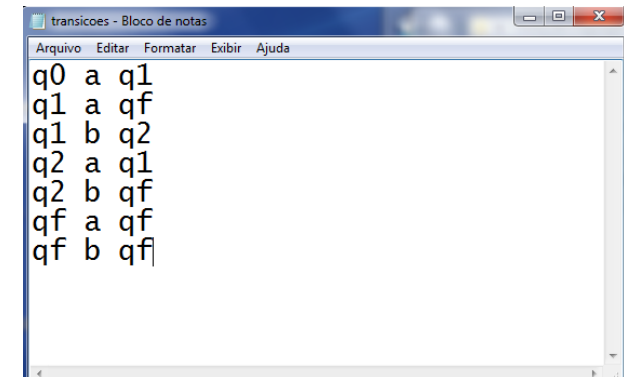 transicoes - Bloco de notas
Arquivo Editar Formatar Exibir Ajuda
q0 a q1
q1 a qf
q1 b q2
q2 a q1
q2 b qf
qf a qf
qf b qf